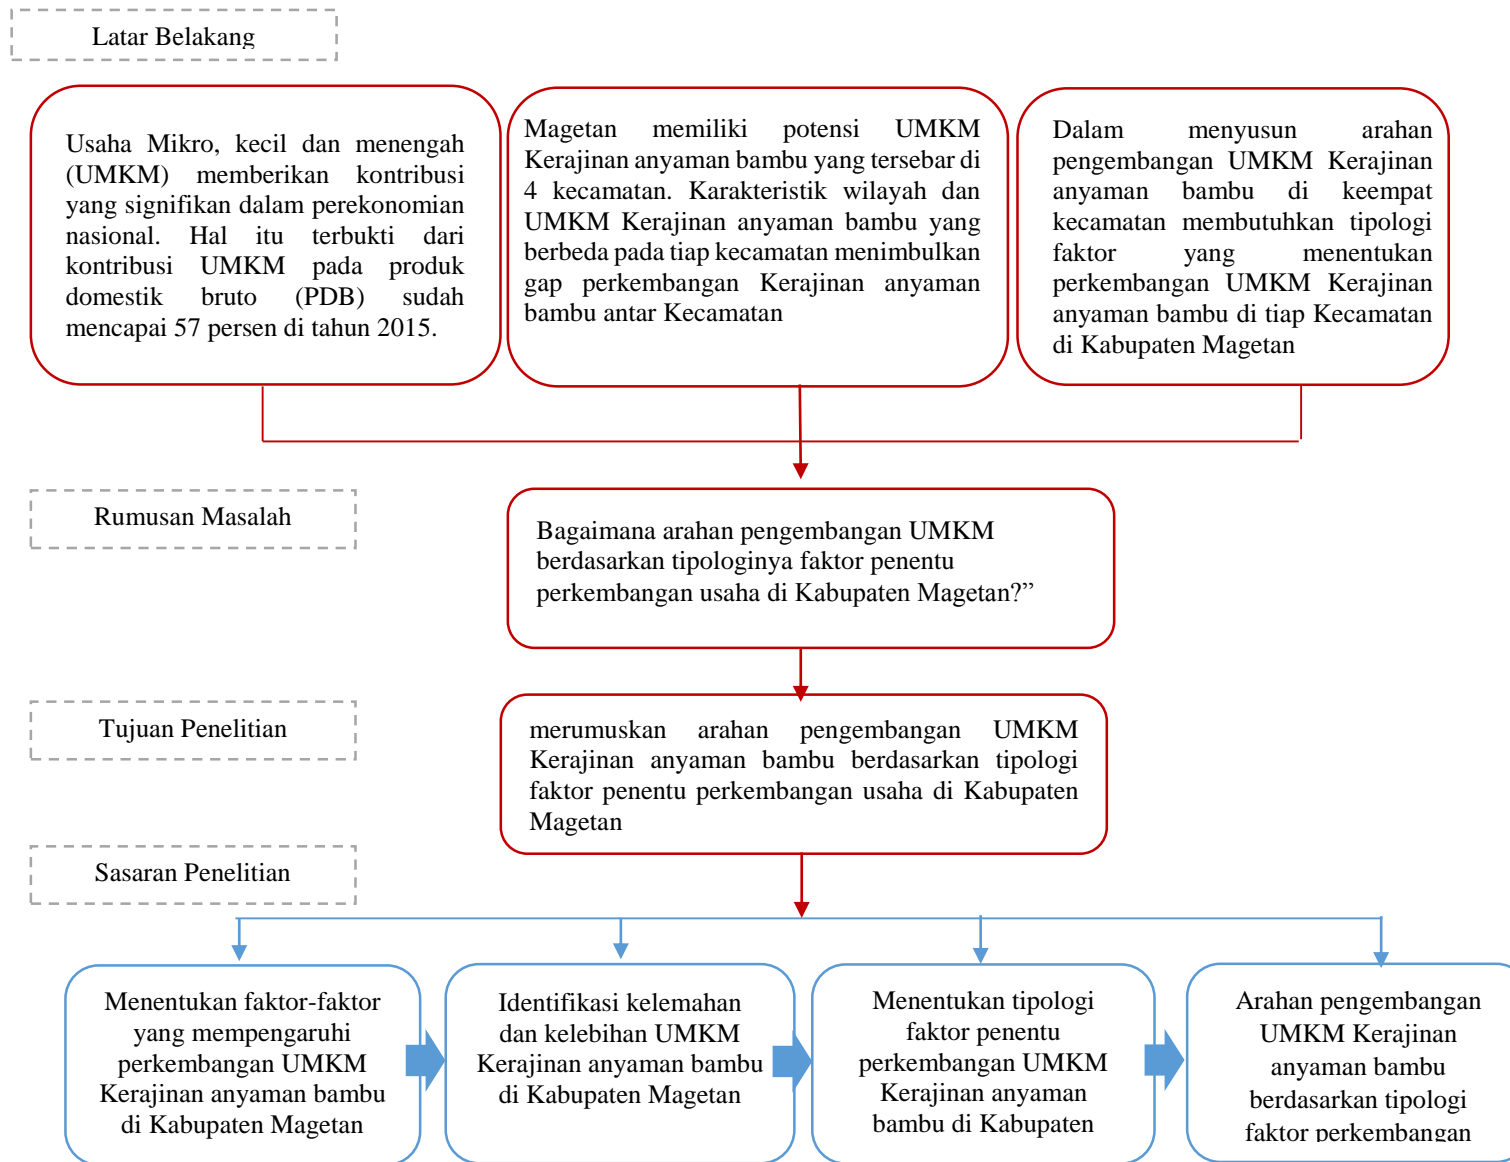 Latar Belakang
Usaha Mikro, kecil dan menengah
(UMKM) memberikan kontribusi
yang signifikan dalam perekonomian
nasional. Hal itu terbukti dari
kontribusi UMKM pada produk
domestik bruto (PDB) sudah
mencapai 57 persen di tahun 2015.
Magetan memiliki potensi UMKM
Kerajinan anyaman bambu yang tersebar di
4 kecamatan. Karakteristik wilayah dan
UMKM Kerajinan anyaman bambu yang
berbeda pada tiap kecamatan menimbulkan
gap perkembangan Kerajinan anyaman
bambu antar Kecamatan
Dalam menyusun arahan
pengembangan UMKM Kerajinan
anyaman bambu di keempat
kecamatan membutuhkan tipologi
faktor yang menentukan
perkembangan UMKM Kerajinan
anyaman bambu di tiap Kecamatan
di Kabupaten Magetan
Rumusan Masalah
Bagaimana arahan pengembangan UMKM
berdasarkan tipologinya faktor penentu
perkembangan usaha di Kabupaten Magetan?”
Tujuan Penelitian
merumuskan arahan pengembangan UMKM
Kerajinan anyaman bambu berdasarkan tipologi
faktor penentu perkembangan usaha di Kabupaten
Magetan
Sasaran Penelitian
Menentukan faktor-faktor
yang mempengaruhi
perkembangan UMKM
Kerajinan anyaman bambu
di Kabupaten Magetan
Identifikasi kelemahan
dan kelebihan UMKM
Kerajinan anyaman bambu
di Kabupaten Magetan
Menentukan tipologi
faktor penentu
perkembangan UMKM
Kerajinan anyaman
bambu di Kabupaten
Arahan pengembangan
UMKM Kerajinan
anyaman bambu
berdasarkan tipologi
faktor perkembangan